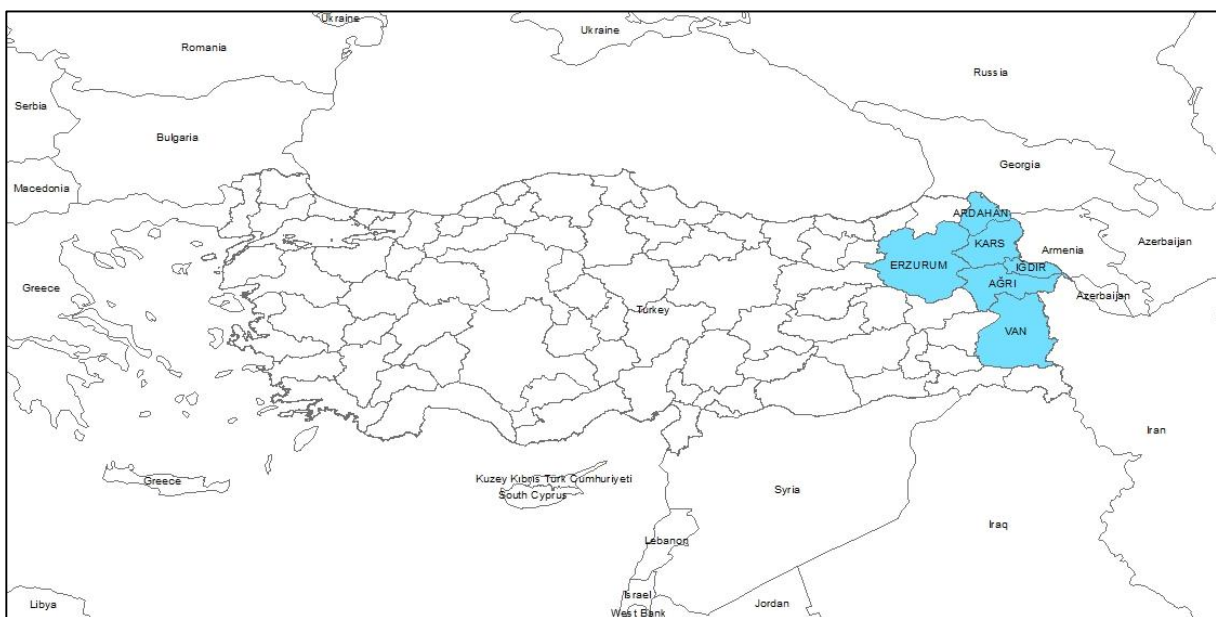 Ukraine
Ukraine
Romania
Russia
Serbia
Bulgaria
Georgia
Macedonia
ARDAHAN
KARS
Armenia
Azerbaijan
ERZURUM
IGDIR
AĞRI
Greece
Azerbaijan
Turkey
VAN
Iran
Greece
Kuzey Kıbrıs Türk Cumhuriyeti
South Cyprus
Syria
Iraq
Lebanon
Israel
Libya
Jordan
West Bank